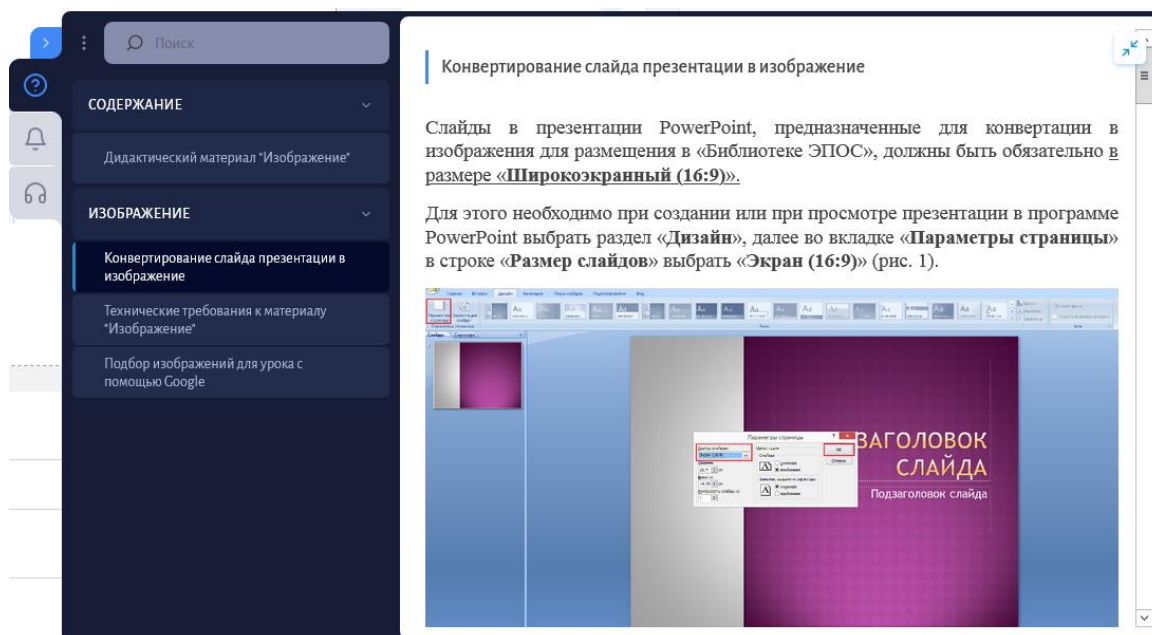 Поиск
СОДЕРЖАНИЕ
Дидактический материал "Изображение"
ИЗОБРАЖЕНИЕ
Конвертирование слайда презентации в
изображение
Технические требования к материалу
"Изображение"
Подбор изображений для урока с
помощью Google
Конвертирование слайда презентации в изображение
Слайды в презентации PowerPoint, предназначенные для конвертации в
изображения для размещения в «Библиотеке ЭПОС», должны быть обязательно в
размере «Широкоэкранный (16:9)».
Для этого необходимо при создании или при просмотре презентации в программе
PowerPoint выбрать раздел «Дизайн», далее во вкладке «Параметры страницы»
в строке «Размер слайдов» выбрать «Экран (16:9)» (рис. 1).
Параметры страницы
ЗАГОЛОВОК
СЛАЙДА
Подзаголовок слайда